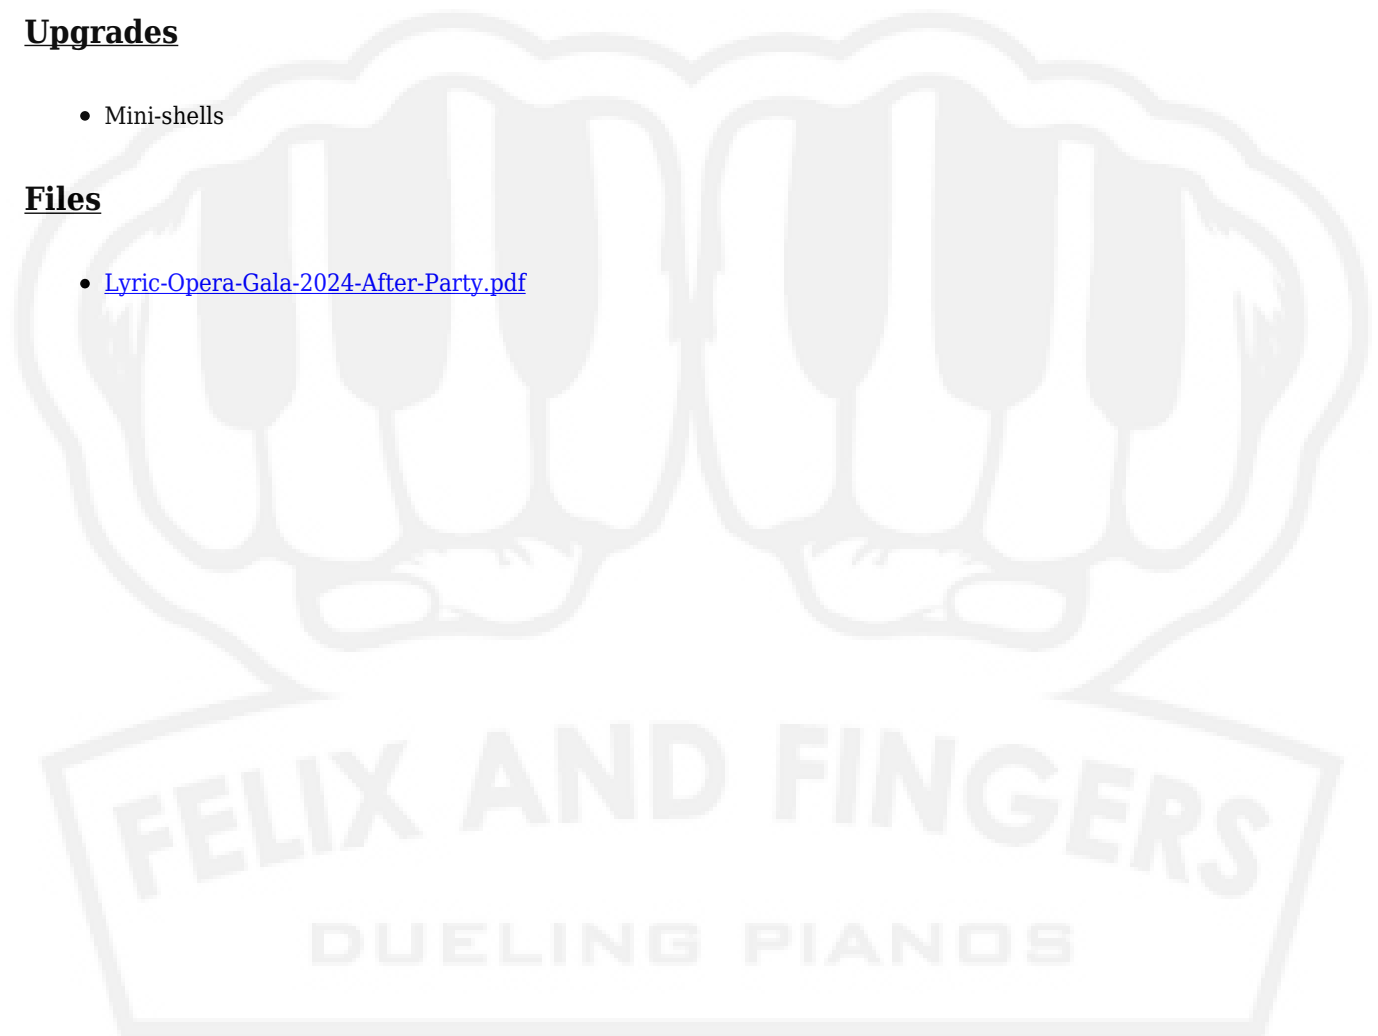 Upgrades
Mini-shells
Files
Lyric-Opera-Gala-2024-After-Party.pdf
FELIX AND FINGERS
DUELING PIANOS